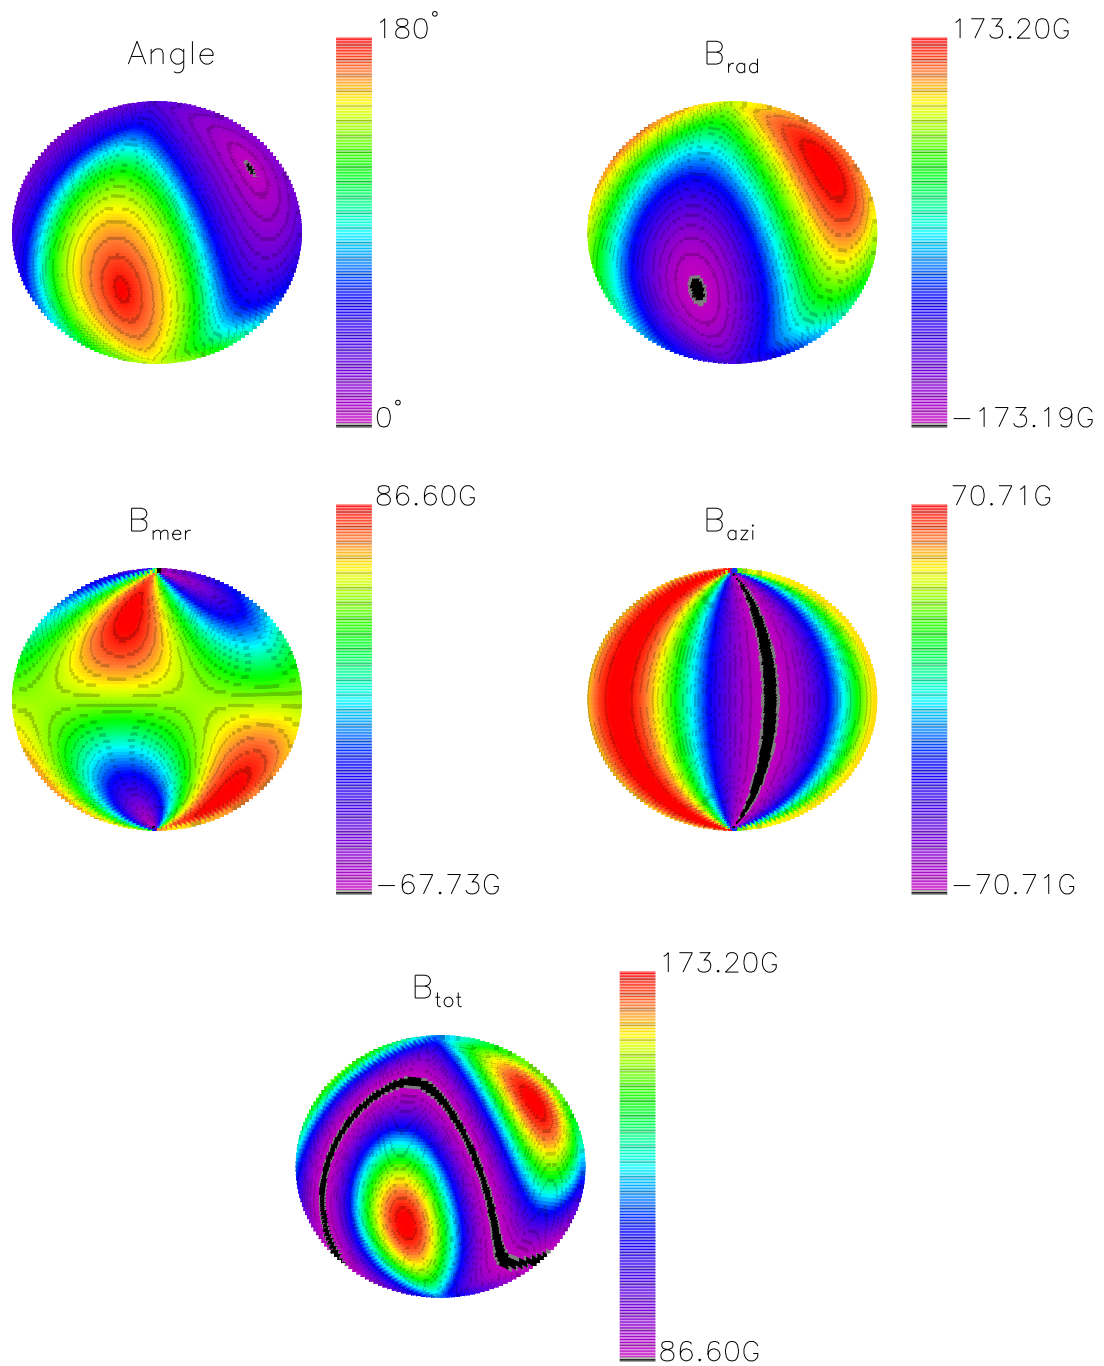 180°
Angle
0°
173.20G
B_rad
−173.19G
86.60G
B_mer
−67.73G
70.71G
B_azi
−70.71G
173.20G
B_tot
86.60G